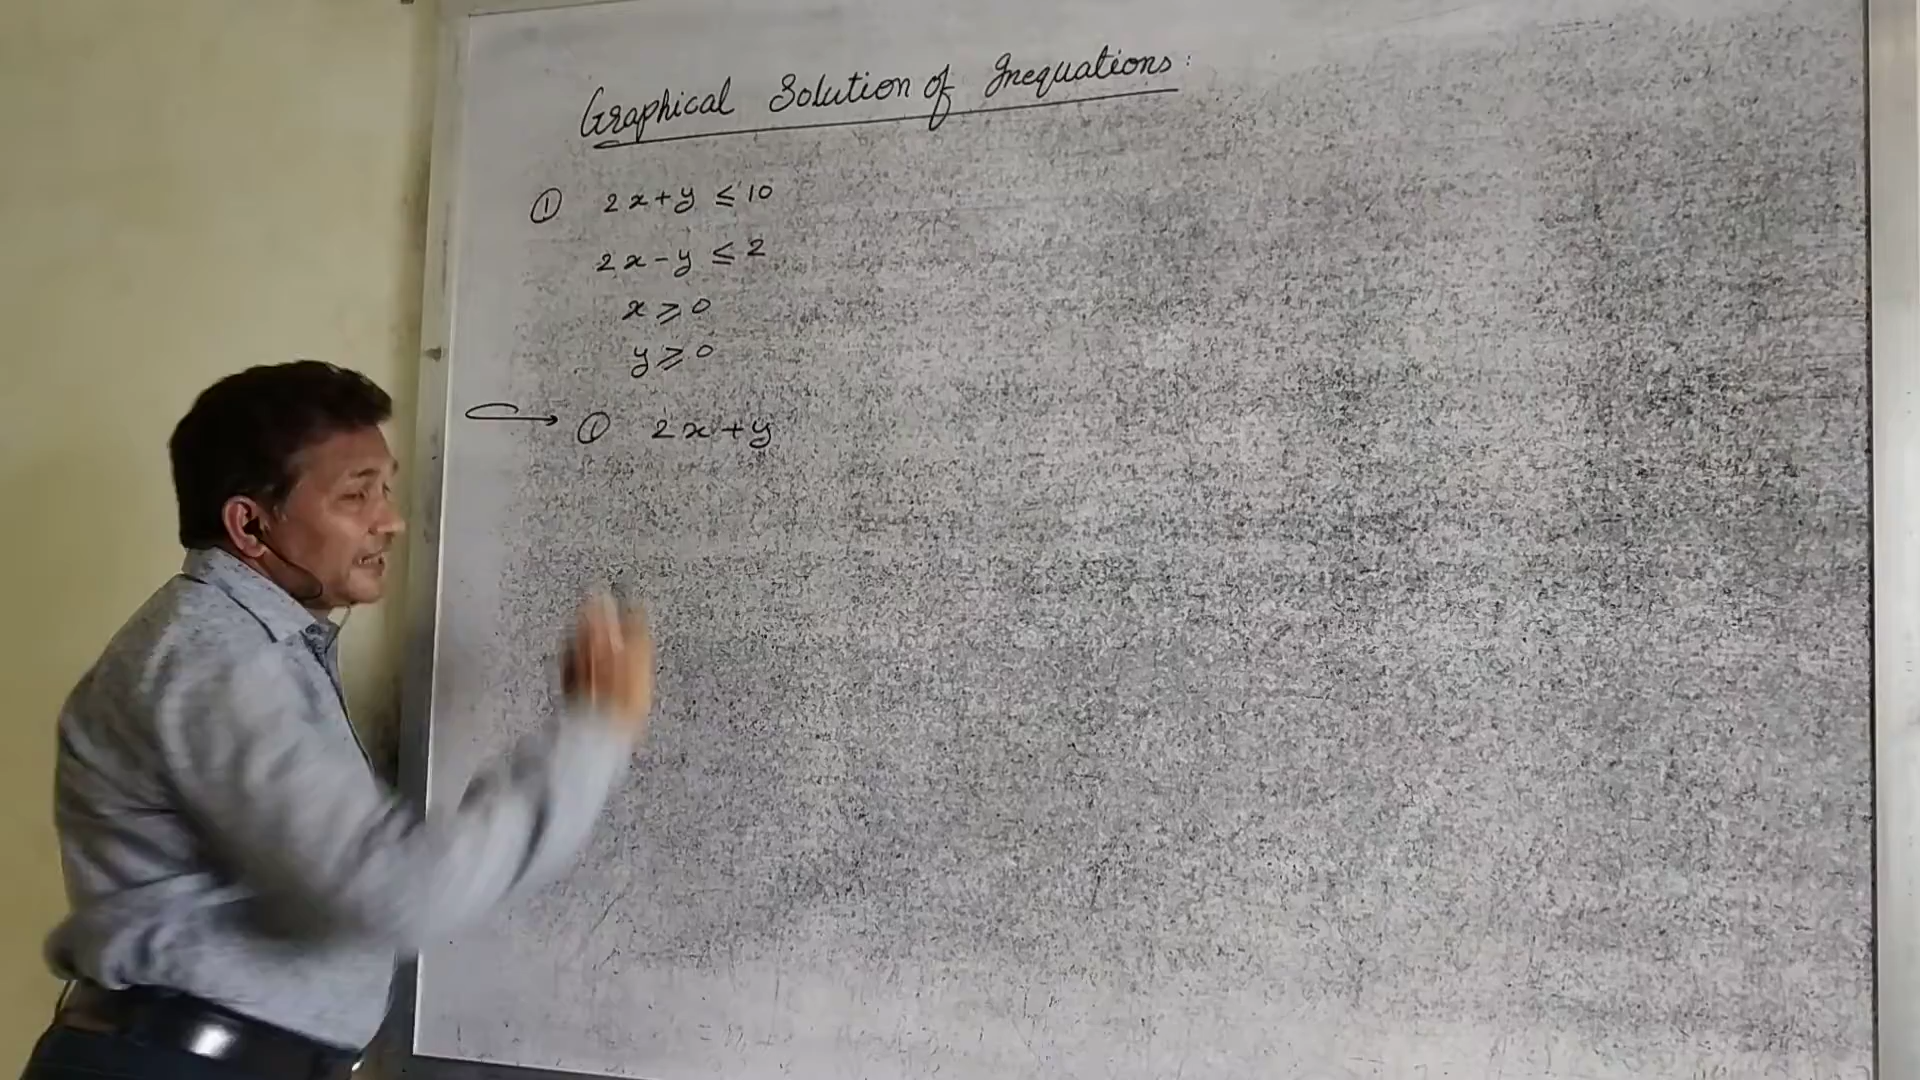 Graphical Solution of Inequations:
① 2x+y ≤ 10
2x-y ≤ 2
x ⩾ 0
y ⩾ 0
① 2x+y